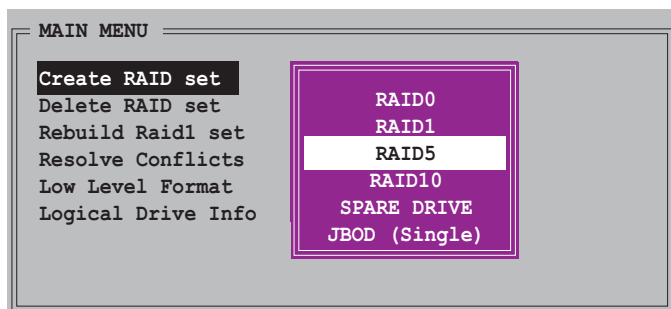 MAIN MENU
Create RAID set
Delete RAID set
Rebuild Raid1 set
Resolve Conflicts
Low Level Format
Logical Drive Info
RAID0
RAID1
RAID5
RAID10
SPARE DRIVE
JBOD (Single)